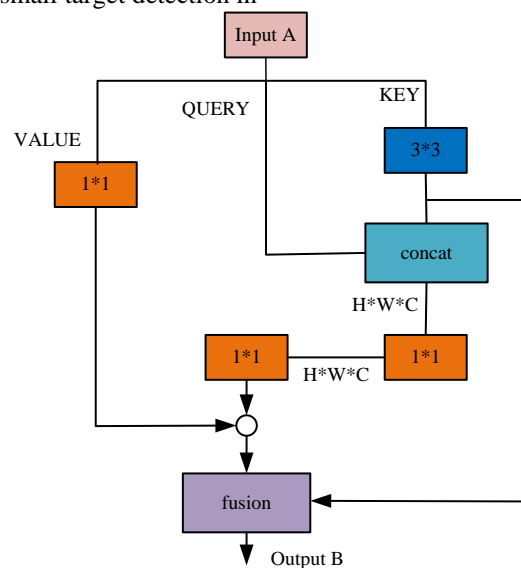 small target detection in
Input A
KEY
QUERY
VALUE
3*3
1*1
concat
H*W*C
1*1
1*1
H*W*C
fusion
Output B